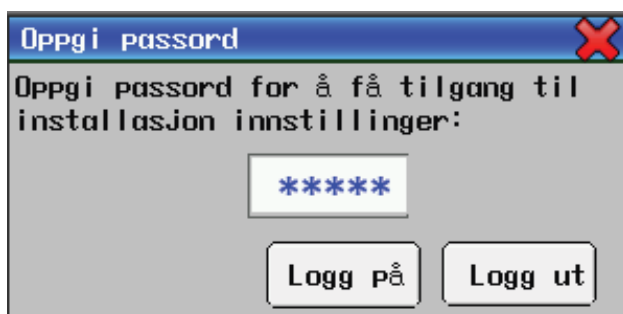 Oppgi passord
Oppgi passord for å få tilgang til
installasjon innstillinger:
*****
Logg på Logg ut